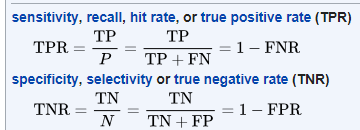 sensitivity, recall, hit rate, or true positive rate (TPR)
TPR = TP/P = TP/(TP + FN) = 1 − FNR
specificity, selectivity or true negative rate (TNR)
TNR = TN/N = TN/(TN + FP) = 1 − FPR